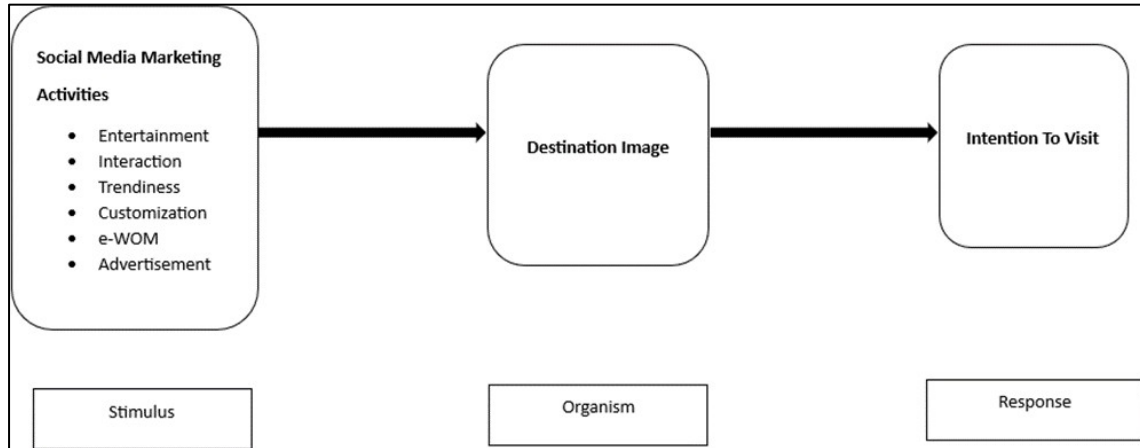 Social Media Marketing
Activities
• Entertainment
• Interaction
• Trendiness
• Customization
• e-WOM
• Advertisement
Destination Image
Intention To Visit
Stimulus
Organism
Response